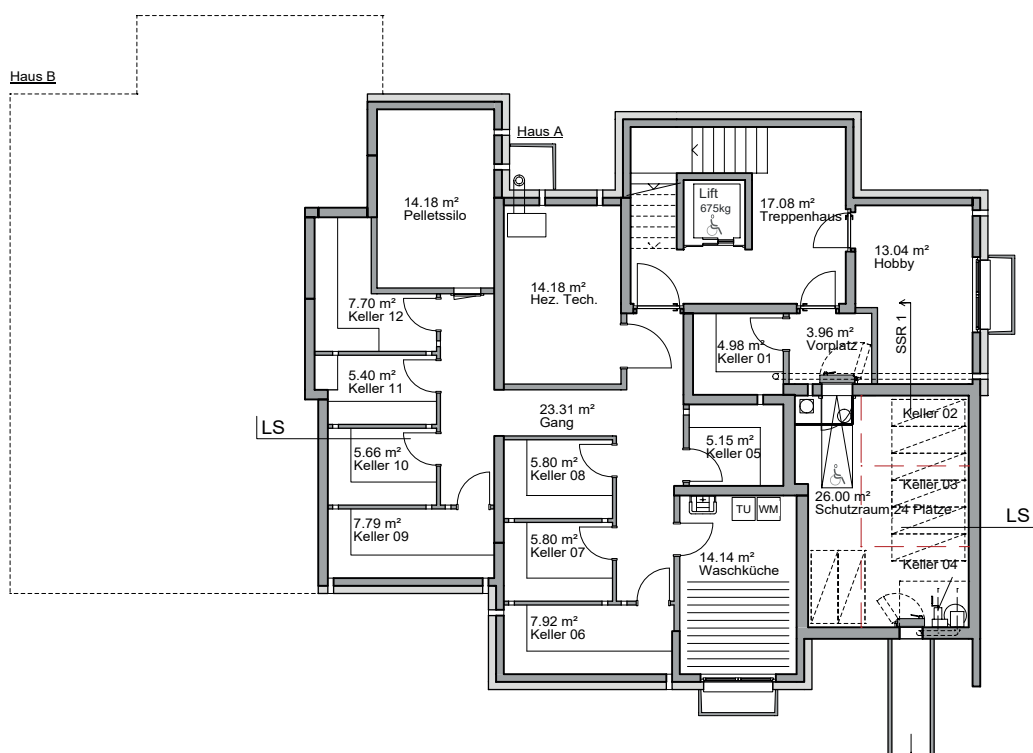 Haus B
Haus A
14.18 m²
Pelletssilo
Lift
675kg
17.08 m²
Treppenhaus
13.04 m²
Hobby
14.18 m²
Hez. Tech.
7.70 m²
Keller 12
4.98 m²
Keller 01
3.96 m²
Vorplatz
SSR 1
5.40 m²
Keller 11
23.31 m²
Gang
Keller 02
LS
5.66 m²
Keller 10
5.80 m²
Keller 08
5.15 m²
Keller 05
Keller 03
26.00 m²
Schutzraum 24 Plätze
LS
TU
WM
7.79 m²
Keller 09
5.80 m²
Keller 07
14.14 m²
Waschküche
Keller 04
7.92 m²
Keller 06